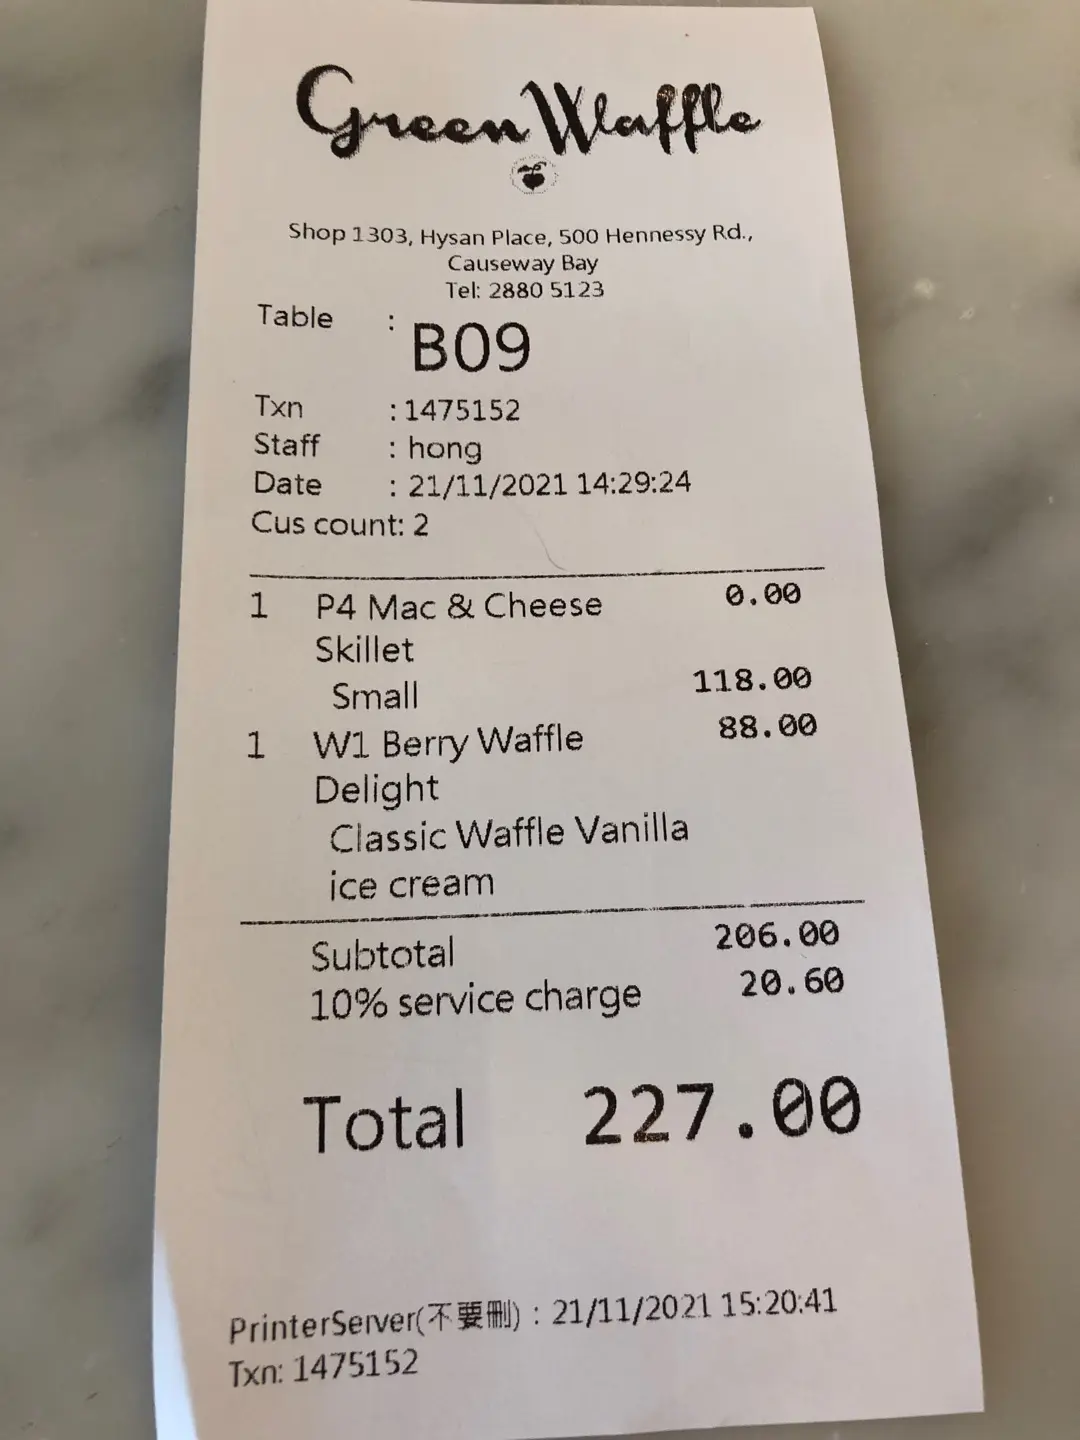 Green Waffle
Shop 1303, Hysan Place, 500 Hennessy Rd.,
Causeway Bay
Tel: 2880 5123
Table : B09
Txn : 1475152
Staff : hong
Date : 21/11/2021 14:29:24
Cus count: 2
1 P4 Mac & Cheese 0.00
Skillet
Small 118.00
1 W1 Berry Waffle 88.00
Delight
Classic Waffle Vanilla
ice cream
Subtotal 206.00
10% service charge 20.60
Total 227.00
PrinterServer(不要刪) : 21/11/2021 15:20:41
Txn: 1475152